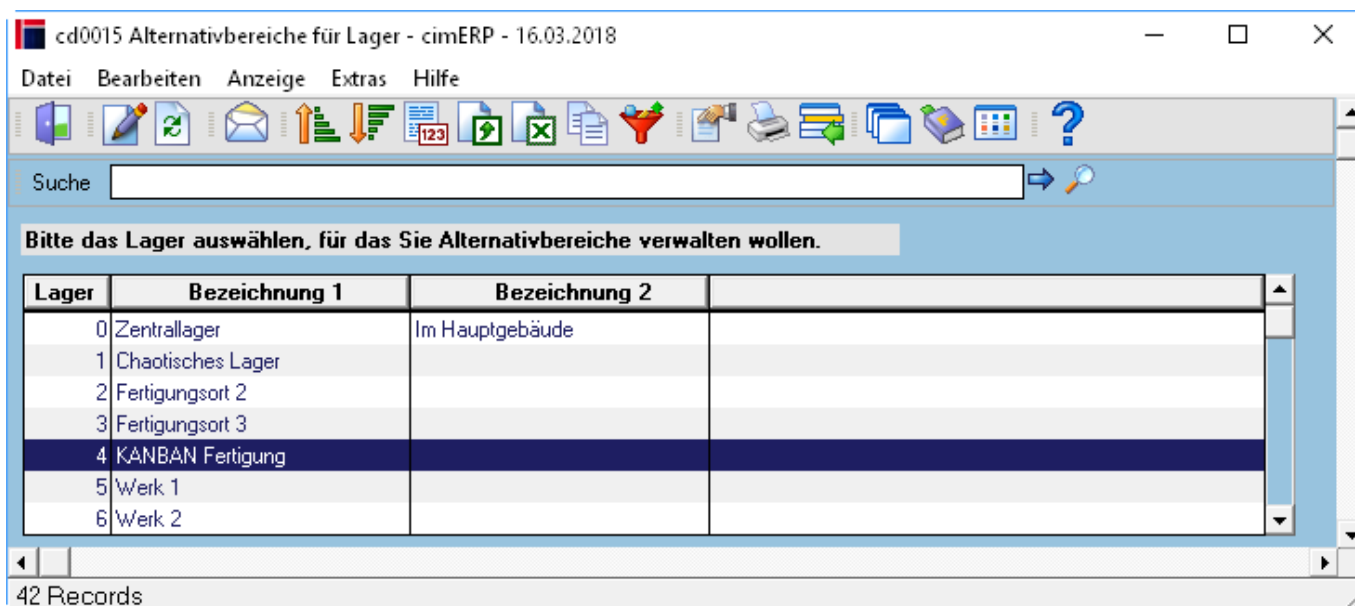 cd0015 Alternativbereiche für Lager - cimERP - 16.03.2018
Datei Bearbeiten Anzeige Extras Hilfe
123
Suche
Bitte das Lager auswählen, für das Sie Alternativbereiche verwalten wollen.
Lager Bezeichnung 1 Bezeichnung 2
0 Zentrallager Im Hauptgebäude
1 Chaotisches Lager
2 Fertigungsort 2
3 Fertigungsort 3
4 KANBAN Fertigung
5 Werk 1
6 Werk 2
42 Records